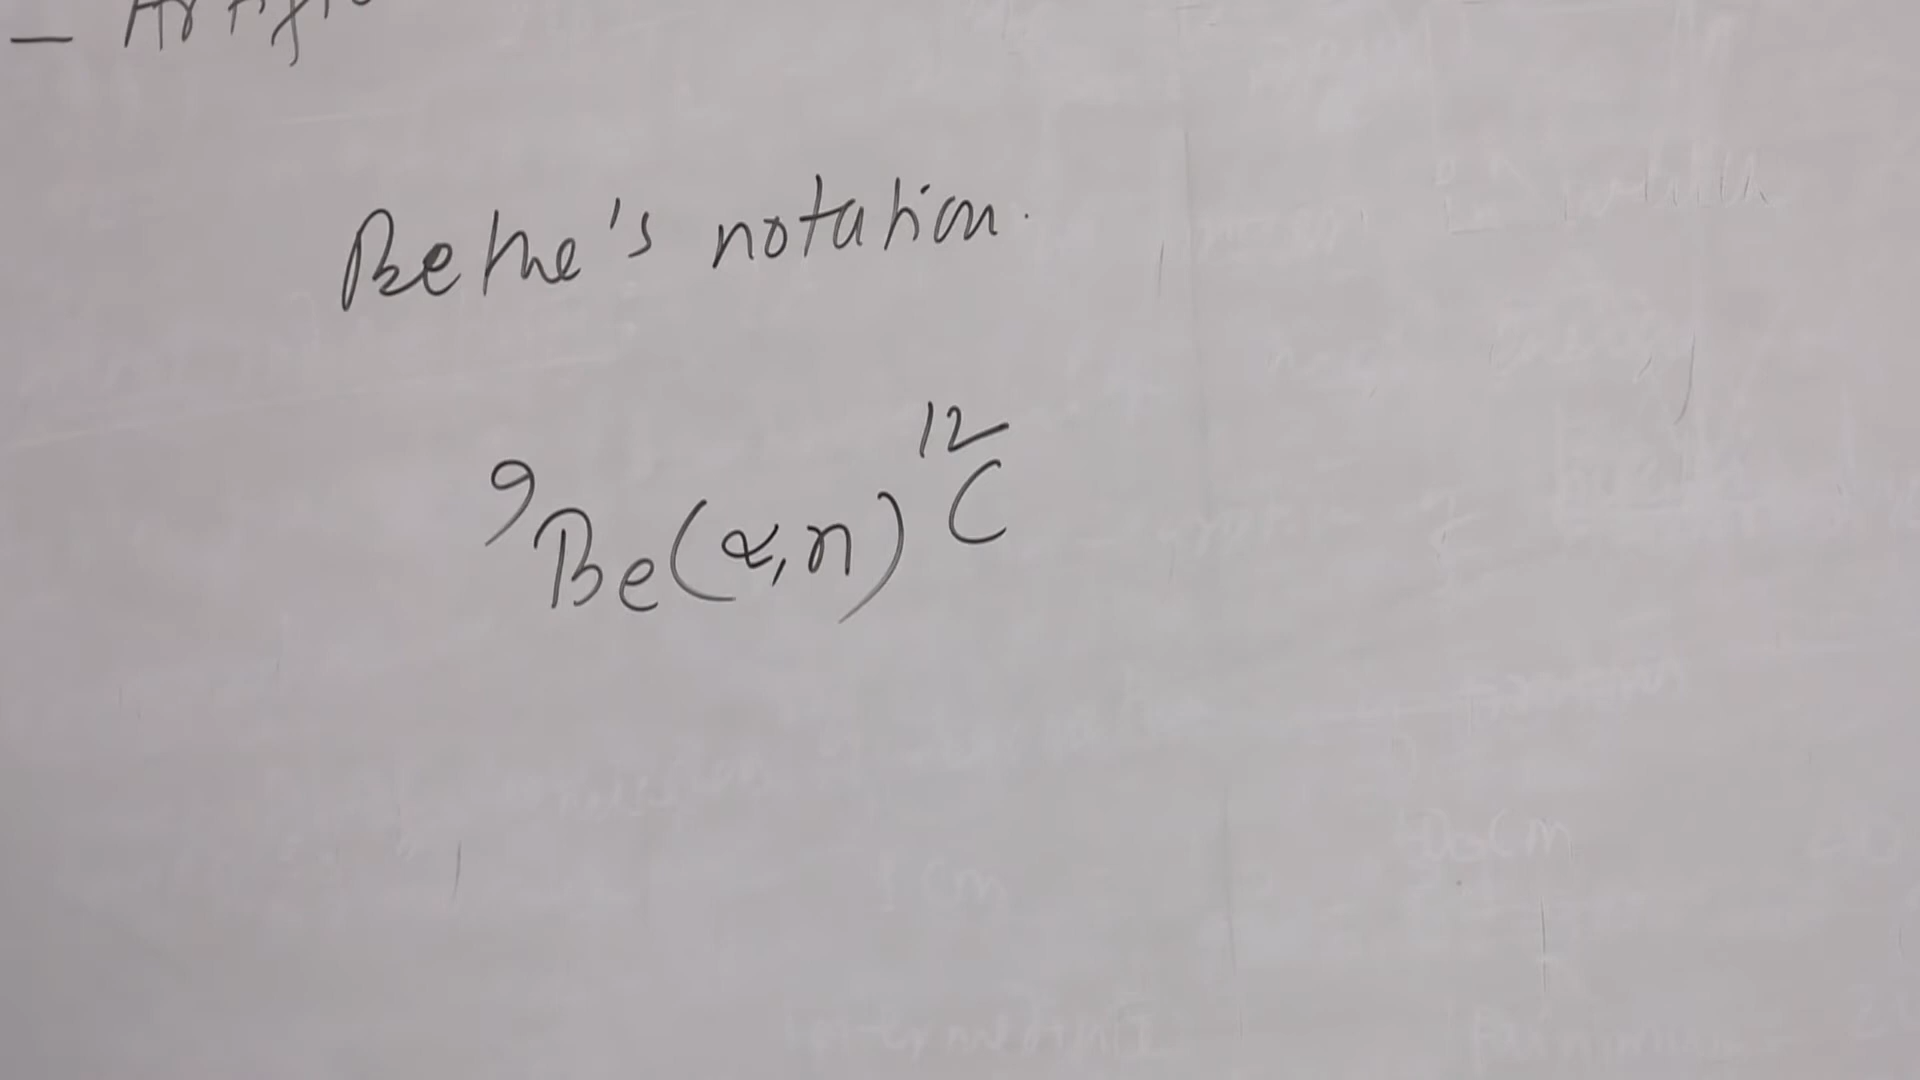 Bethe's notation.
⁹Be(α,n)¹²C